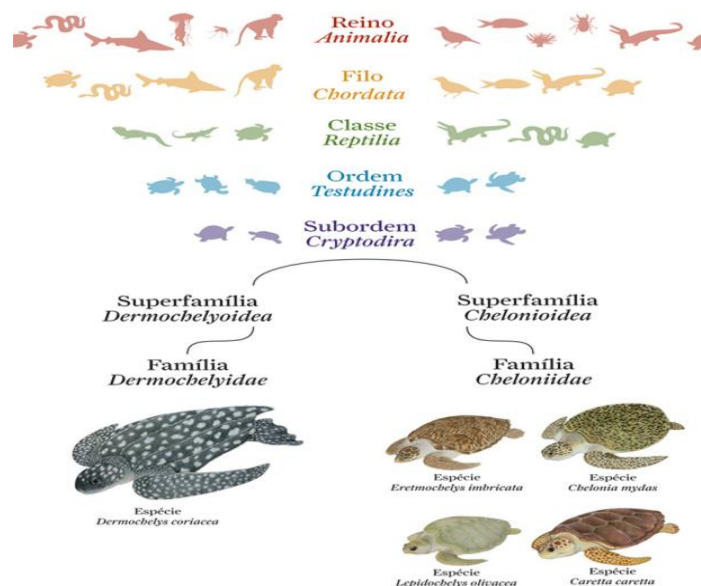 Reino
Animalia
Filo
Chordata
Classe
Reptilia
Ordem
Testudines
Subordem
Cryptodira
Superfamília
Dermochelyoidea
Superfamília
Chelonioidea
Família
Dermochelyidae
Família
Cheloniidae
Espécie
Dermochelys coriacea
Espécie
Eretmochelys imbricata
Espécie
Chelonia mydas
Espécie
Lepidochelys olivacea
Espécie
Caretta caretta